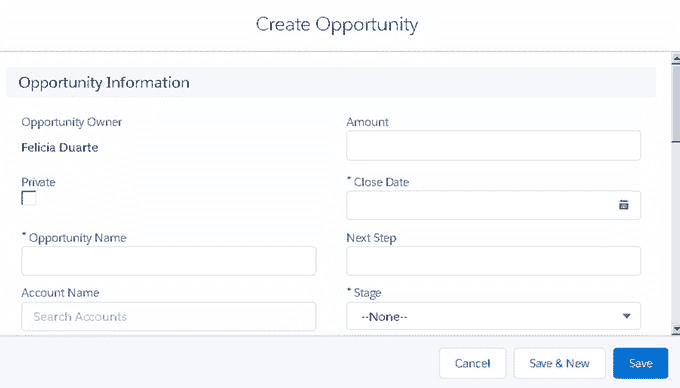 Create Opportunity
Opportunity Information
Opportunity Owner
Felicia Duarte
Amount
Private
* Close Date
* Opportunity Name
Next Step
Account Name
Search Accounts
* Stage
--None--
Cancel
Save & New
Save